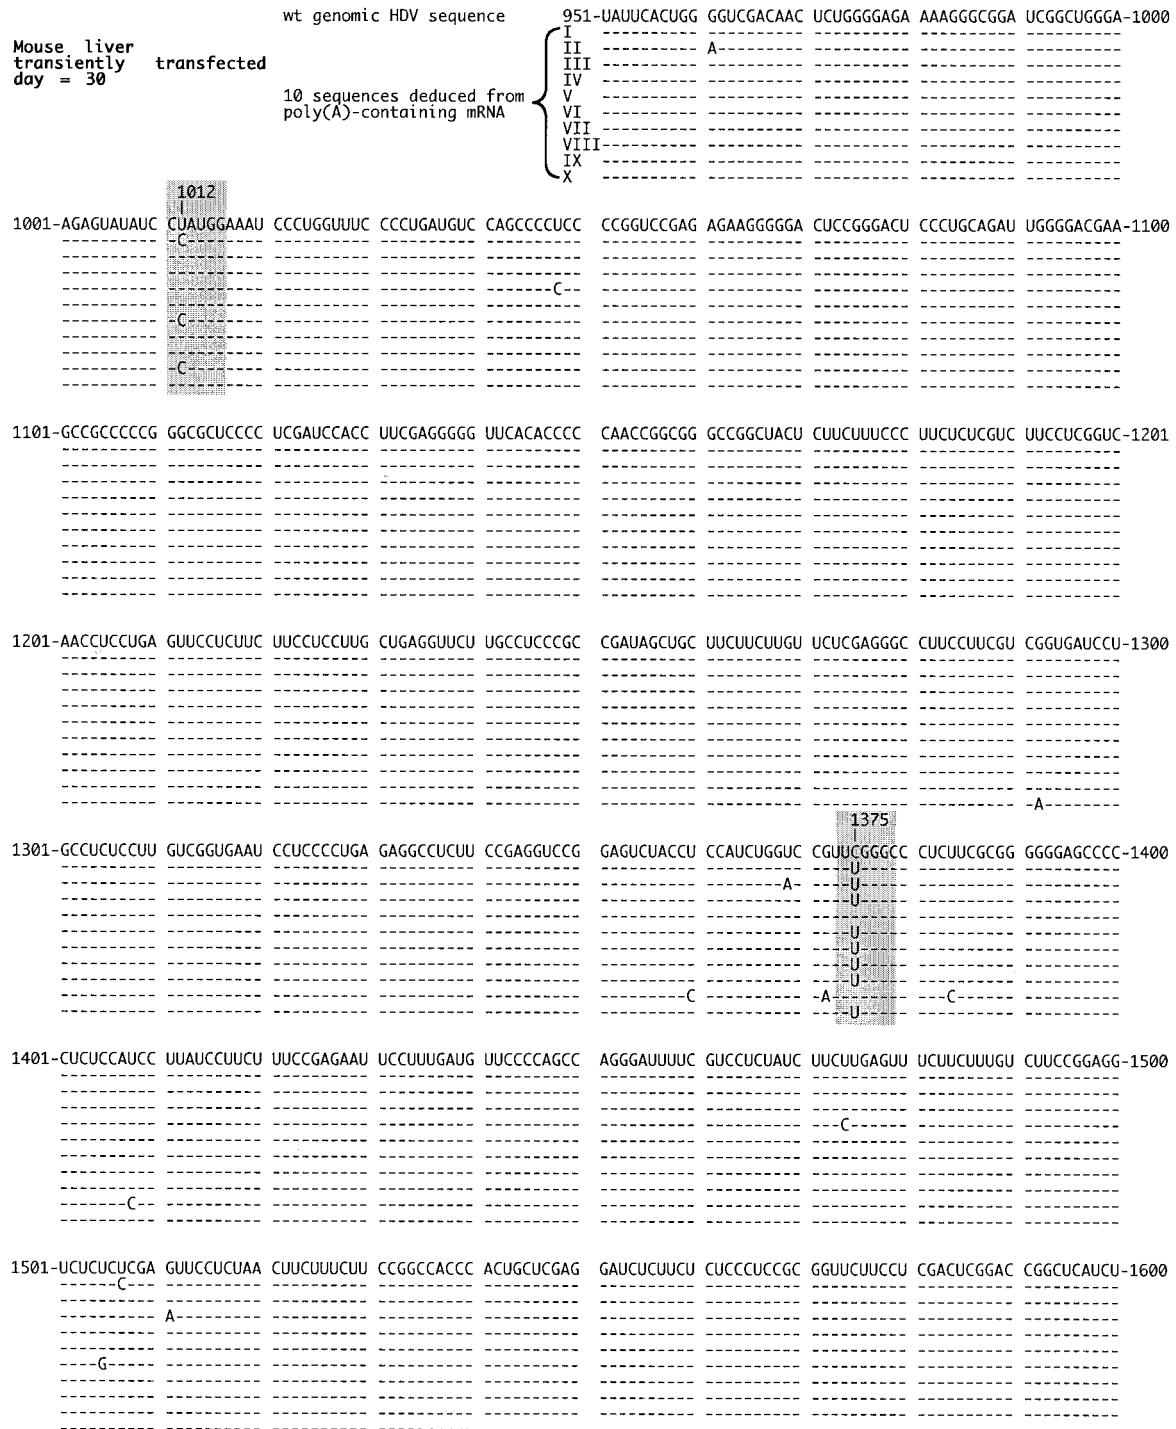 wt genomic HDV sequence 951-UAUUCACUGG GGUCGACAAC UCUGGGGAGA AAAGGGCGGA UCGGCUGGGA-1000
Mouse liver
transiently transfected
day = 30
10 sequences deduced from
poly(A)-containing mRNA
I ---------- ---------- ---------- ---------- ----------
II ---------- A--------- ---------- ---------- ----------
III ---------- ---------- ---------- ---------- ----------
IV ---------- ---------- ---------- ---------- ----------
V ---------- ---------- ---------- ---------- ----------
VI ---------- ---------- ---------- ---------- ----------
VII ---------- ---------- ---------- ---------- ----------
VIII ---------- ---------- ---------- ---------- ----------
IX ---------- ---------- ---------- ---------- ----------
X ---------- ---------- ---------- ---------- ----------
1012
1001-AGAGUAUAUC CUAUGGAAAU CCCUGGUUUC CCCUGAUGUC CAGCCCCUCC CCGGUCCGAG AGAAGGGGGA CUCCGGGACU CCCUGCAGAU UGGGGACGAA-1100
---------- -C-------- ---------- ---------- ---------- ---------- ---------- ---------- ---------- ----------
---------- ---------- ---------- ---------- -------C-- ---------- ---------- ---------- ---------- ----------
---------- -C-------- ---------- ---------- ---------- ---------- ---------- ---------- ---------- ----------
---------- -C-------- ---------- ---------- ---------- ---------- ---------- ---------- ---------- ----------
1101-GCCGCCCCCG GGCGCUCCCC UCGAUCCACC UUCGAGGGGG UUCACACCCC CAACCGGCGG GCCGGCUACU CUUCUUUCCC UUCUCUCGUC UUCCUCGGUC-1201
1201-AACCUCCUGA GUUCCUCUUC UUCCUCCUUG CUGAGGUUCU UGCCUCCCGC CGAUAGCUGC UUCUUCUUGU UCUCGAGGGC CUUCCUUCGU CGGUGAUCCU-1300
---------- ---------- ---------- ---------- ---------- ---------- ---------- ---------- ---------- -A--------
1375
1301-GCCUCUCCUU GUCGGUGAAU CCUCCCCUGA GAGGCCUCUU CCGAGGUCCG GAGUCUACCU CCAUCUGGUC CGUUCGGGCC CUCUUCGCGG GGGGAGCCCC-1400
---------- ---------- ---------- ---------- ---------- ---------- ---------- ----U----- ---------- ----------
---------- ---------- ---------- ---------- ---------- ---------- --------A- ----U----- ---------- ----------
---------- ---------- ---------- ---------- ---------- ---------- ---------- ----U----- ---------- ----------
---------- ---------- ---------- ---------- ---------- ---------- ---------- ---------- ---------- ----------
---------- ---------- ---------- ---------- ---------- ---------- ---------- ----U----- ---------- ----------
---------- ---------- ---------- ---------- ---------- ---------- ---------- ----U----- ---------- ----------
---------- ---------- ---------- ---------- ---------- ---------- ---------- ----U----- ---------- ----------
---------- ---------- ---------- ---------- ---------- ---------- ---------- ----U----- ---------- ----------
---------- ---------- ---------- ---------- ---------- ---------C ---------- -A-------- ---C------ ----------
---------- ---------- ---------- ---------- ---------- ---------- ---------- ----U----- ---------- ----------
1401-CUCUCCAUCC UUAUCCUUCU UUCCGAGAAU UCCUUUGAUG UUCCCCAGCC AGGGAUUUUC GUCCUCUAUC UUCUUGAGUU UCUUCUUUGU CUUCCGGAGG-1500
---------- ---------- ---------- ---------- ---------- ---------- ---------- ---C------ ---------- ----------
-------C-- ---------- ---------- ---------- ---------- ---------- ---------- ---------- ---------- ----------
1501-UCUCUCUCGA GUUCCUCUAA CUUCUUUCUU CCGGCCACCC ACUGCUCGAG GAUCUCUUCU CUCCCUCCGC GGUUCUUCCU CGACUCGGAC CGGCUCAUCU-1600
------C--- ---------- ---------- ---------- ---------- ---------- ---------- ---------- ---------- ----------
---------- A--------- ---------- ---------- ---------- ---------- ---------- ---------- ---------- ----------
----G----- ---------- ---------- ---------- ---------- ---------- ---------- ---------- ---------- ----------